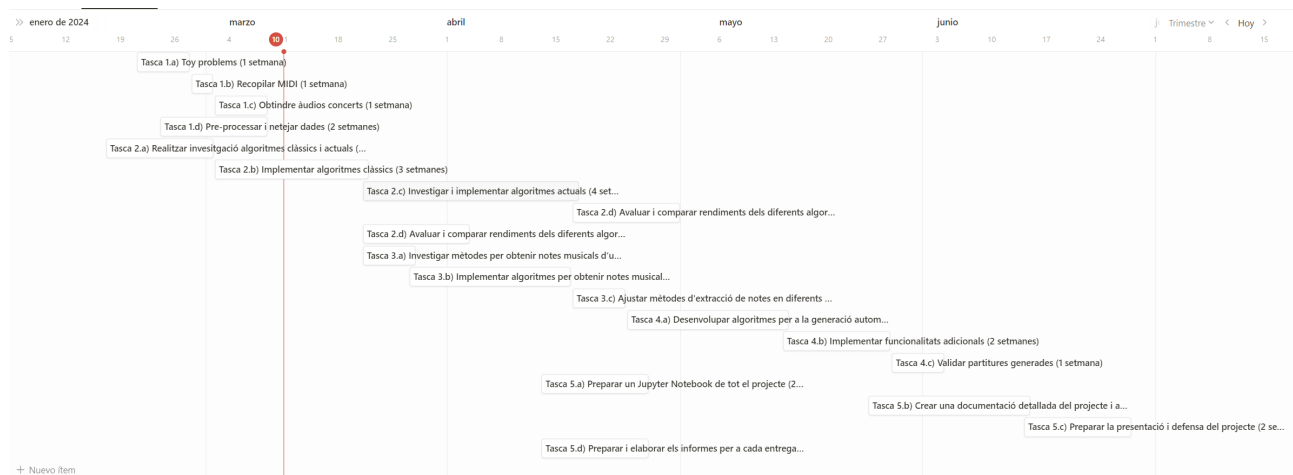 enero de 2024 marzo abril mayo junio Trimestre Hoy
5 12 19 26 4 10 1 18 25 1 8 15 22 29 6 13 20 27 3 10 17 24 1 8 15
Tasca 1.a) Toy problems (1 setmana)
Tasca 1.b) Recopilar MIDI (1 setmana)
Tasca 1.c) Obtindre àudios concerts (1 setmana)
Tasca 1.d) Pre-processar i netejar dades (2 setmanes)
Tasca 2.a) Realitzar invesitgació algoritmes clàssics i actuals (...
Tasca 2.b) Implementar algoritmes clàssics (3 setmanes)
Tasca 2.c) Investigar i implementar algoritmes actuals (4 set...
Tasca 2.d) Avaluar i comparar rendiments dels diferents algor...
Tasca 2.d) Avaluar i comparar rendiments dels diferents algor...
Tasca 3.a) Investigar mètodes per obtenir notes musicals d'u...
Tasca 3.b) Implementar algoritmes per obtenir notes musical...
Tasca 3.c) Ajustar mètodes d'extracció de notes en diferents ...
Tasca 4.a) Desenvolupar algoritmes per a la generació autom...
Tasca 4.b) Implementar funcionalitats adicionals (2 setmanes)
Tasca 4.c) Validar partitures generades (1 setmana)
Tasca 5.a) Preparar un Jupyter Notebook de tot el projecte (2...
Tasca 5.b) Crear una documentació detallada del projecte i a...
Tasca 5.c) Preparar la presentació i defensa del projecte (2 se...
Tasca 5.d) Preparar i elaborar els informes per a cada entrega...
Nuevo ítem